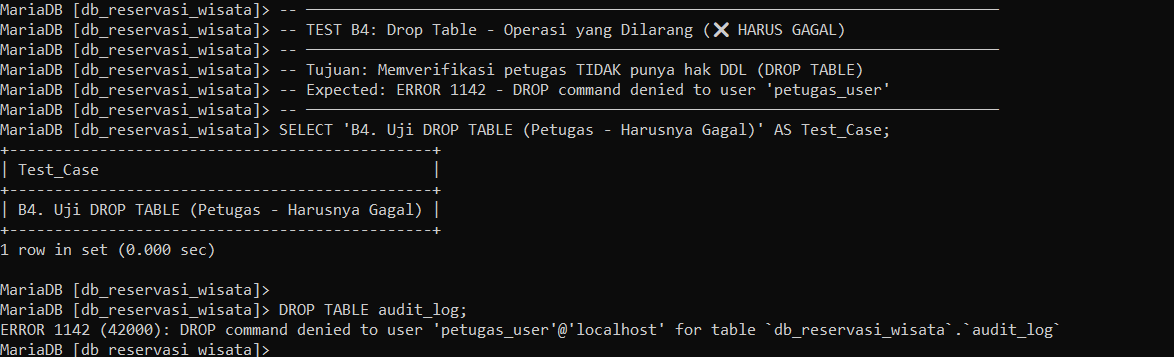 MariaDB [db_reservasi_wisata]> -- ─────────────────────────────────────────────────────────────────────────────
MariaDB [db_reservasi_wisata]> -- TEST B4: Drop Table - Operasi yang Dilarang (❌ HARUS GAGAL)
MariaDB [db_reservasi_wisata]> -- ─────────────────────────────────────────────────────────────────────────────
MariaDB [db_reservasi_wisata]> -- Tujuan: Memverifikasi petugas TIDAK punya hak DDL (DROP TABLE)
MariaDB [db_reservasi_wisata]> -- Expected: ERROR 1142 - DROP command denied to user 'petugas_user'
MariaDB [db_reservasi_wisata]> -- ─────────────────────────────────────────────────────────────────────────────
MariaDB [db_reservasi_wisata]> SELECT 'B4. Uji DROP TABLE (Petugas - Harusnya Gagal)' AS Test_Case;
+-----------------------------------------------+
| Test_Case                                     |
+-----------------------------------------------+
| B4. Uji DROP TABLE (Petugas - Harusnya Gagal) |
+-----------------------------------------------+
1 row in set (0.000 sec)

MariaDB [db_reservasi_wisata]>
MariaDB [db_reservasi_wisata]> DROP TABLE audit_log;
ERROR 1142 (42000): DROP command denied to user 'petugas_user'@'localhost' for table `db_reservasi_wisata`.`audit_log`
MariaDB [db_reservasi_wisata]>